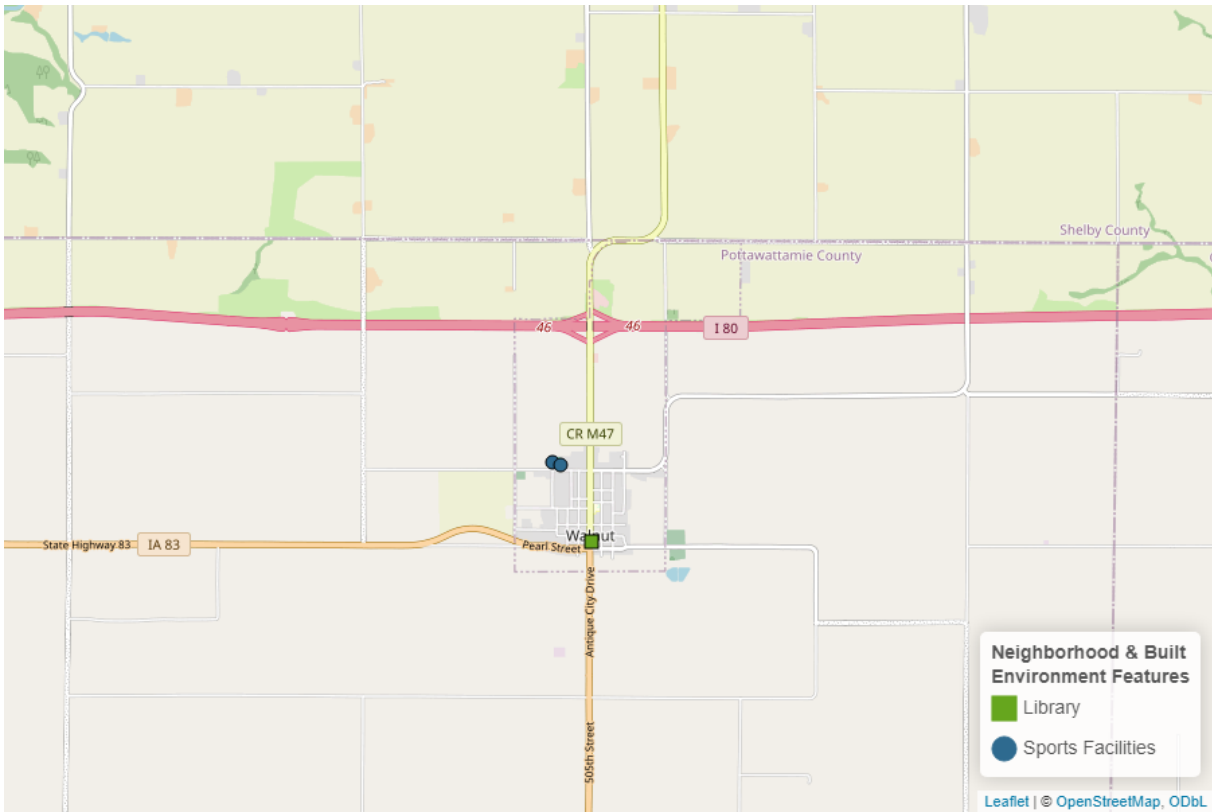 Shelby County
Pottawattamie County
46
46
I 80
CR M47
State Highway 83
IA 83
Pearl Street
Walnut
Antique City Drive
505th Street
Neighborhood & Built
Environment Features
Library
Sports Facilities
Leaflet | © OpenStreetMap, ODbL